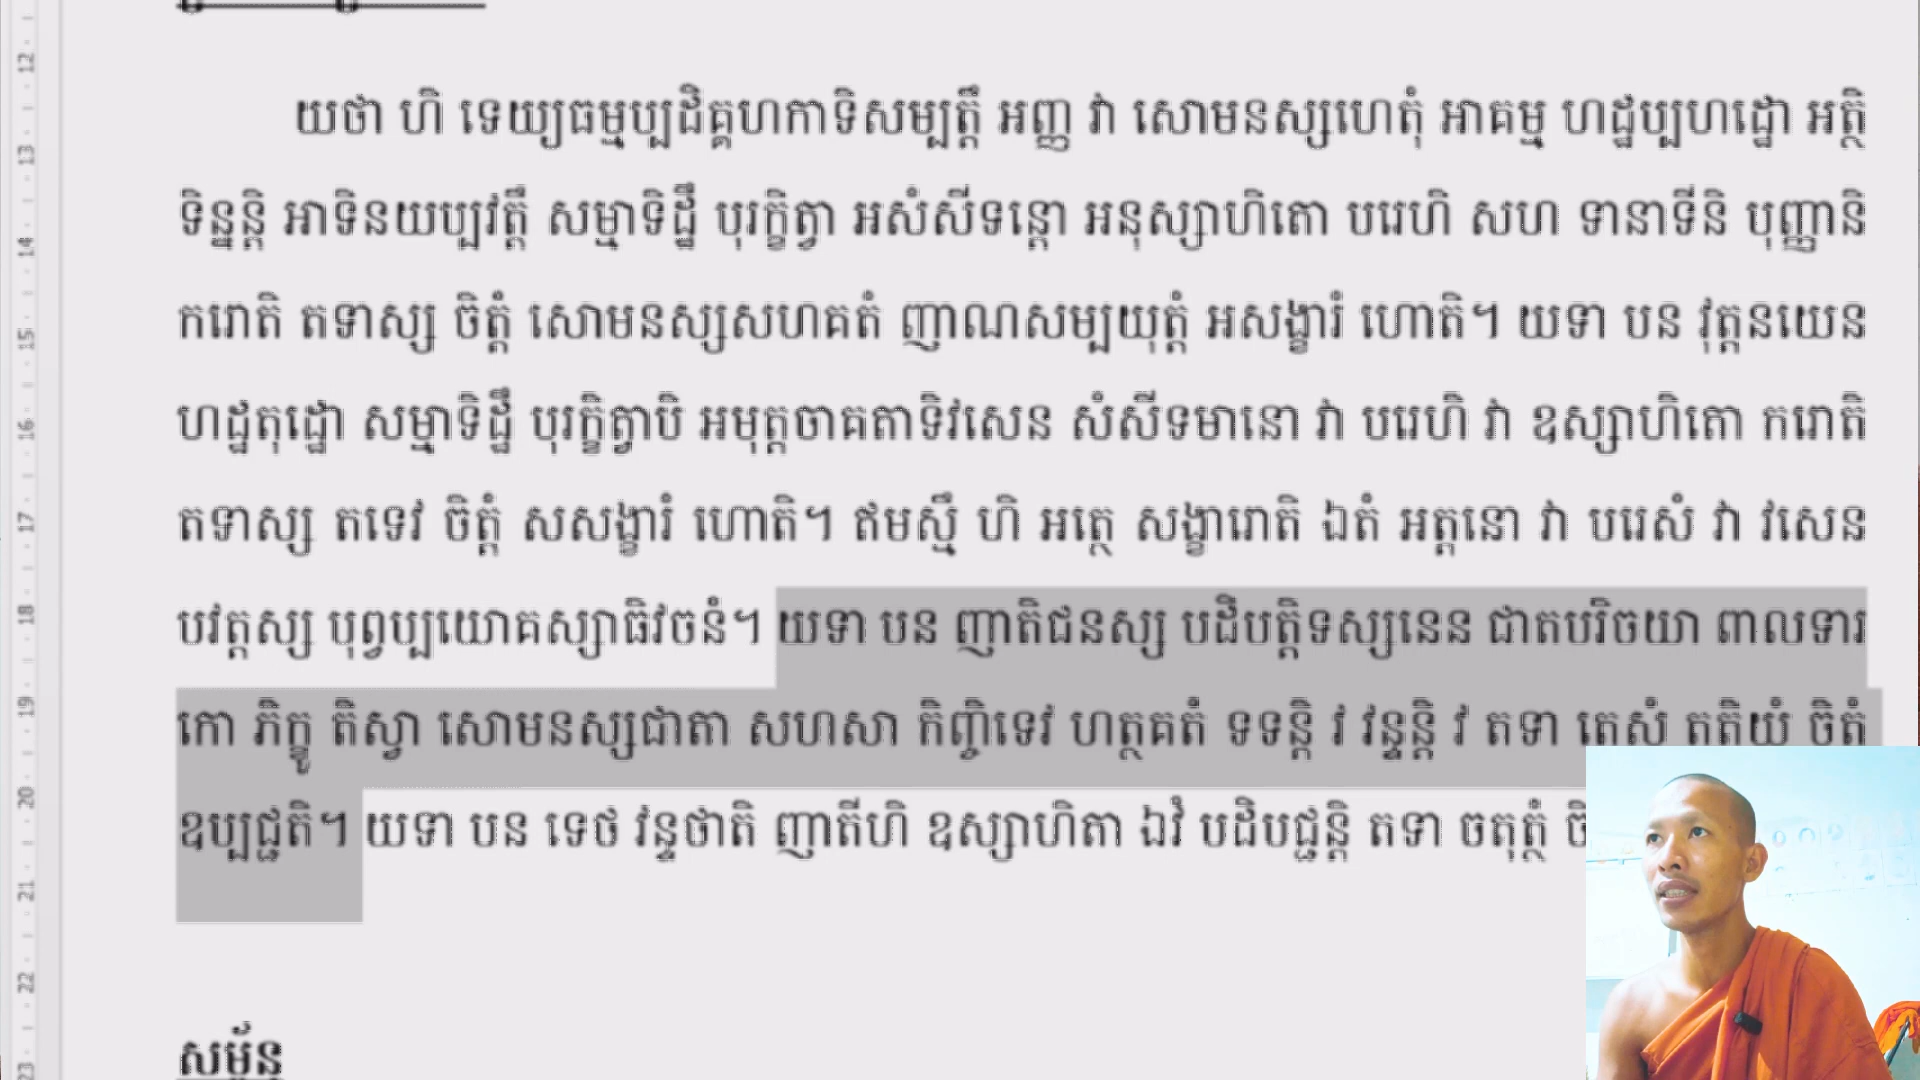 យថា ហិ ទេយ្យធម្មប្បដិគ្គហកាទិសម្បត្តឹ អញ្ញ វា សោមនស្សហេតុំ អាគម្ម ហដ្ឋប្បហដ្ឋោ អត្ថិ
ទិន្នន្តិ អាទិនយប្បវត្តឹ សម្មាទិដ្ឋឹ បុរក្ខិត្វា អសំសីទន្តោ អនុស្សាហិតោ បរេហិ សហ ទានាទីនិ បុញ្ញានិ
ករោតិ តទាស្ស ចិត្តំ សោមនស្សសហគតំ ញាណសម្បយុត្តំ អសង្ខារំ ហោតិ។ យទា បន វុត្តនយេន
ហដ្ឋតុដ្ឋោ សម្មាទិដ្ឋឹ បុរក្ខិត្វាបិ អមុត្តចាគតាទិវសេន សំសីទមានោ វា បរេហិ វា ឧស្សាហិតោ ករោតិ
តទាស្ស តទេវ ចិត្តំ សសង្ខារំ ហោតិ។ ឥមស្មឹ ហិ អត្ថេ សង្ខារោតិ ឯតំ អត្តនោ វា បរេសំ វា វសេន
បវត្តស្ស បុព្វប្បយោគស្សាធិវចនំ។ យទា បន ញាតិជនស្ស បដិបត្តិទស្សនេន ជាតបរិចយា ពាលទារ
កោ ភិក្ខូ តិស្វា សោមនស្សជាតា សហសា កិញ្ចិទេវ ហត្ថគតំ ទទន្តិ វ វន្ទន្តិ វ តទា តេសំ តតិយំ ចិត្តំ
ឧប្បជ្ជតិ។ យទា បន ទេថ វន្ទថាតិ ញាតីហិ ឧស្សាហិតា ឯវំ បដិបជ្ជន្តិ តទា ចតុត្ថំ
សម្ព័ន្ធ
12
13
14
15
16
17
18
19
20
21
22
23